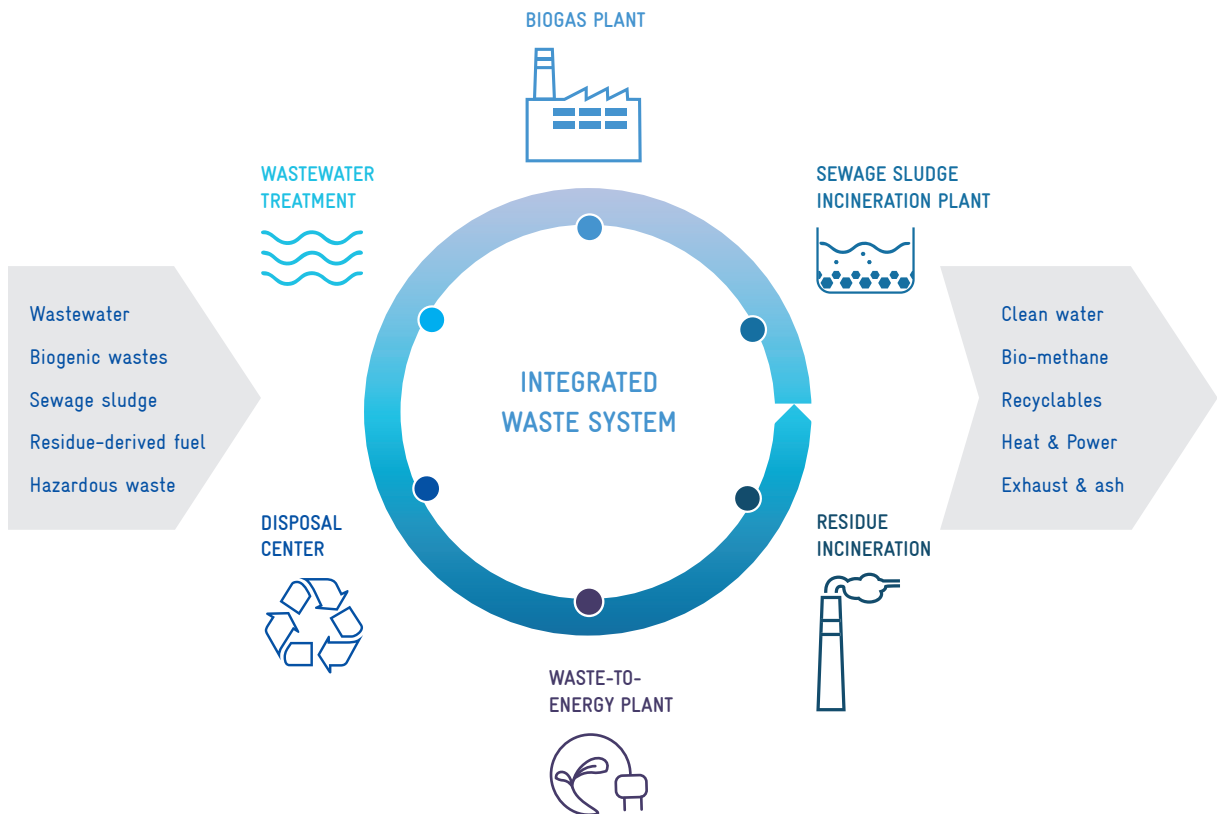 BIOGAS PLANT
WASTEWATER
TREATMENT
SEWAGE SLUDGE
INCINERATION PLANT
Wastewater
Biogenic wastes
Sewage sludge
Residue-derived fuel
Hazardous waste
INTEGRATED
WASTE SYSTEM
Clean water
Bio-methane
Recyclables
Heat & Power
Exhaust & ash
DISPOSAL
CENTER
RESIDUE
INCINERATION
WASTE-TO-
ENERGY PLANT